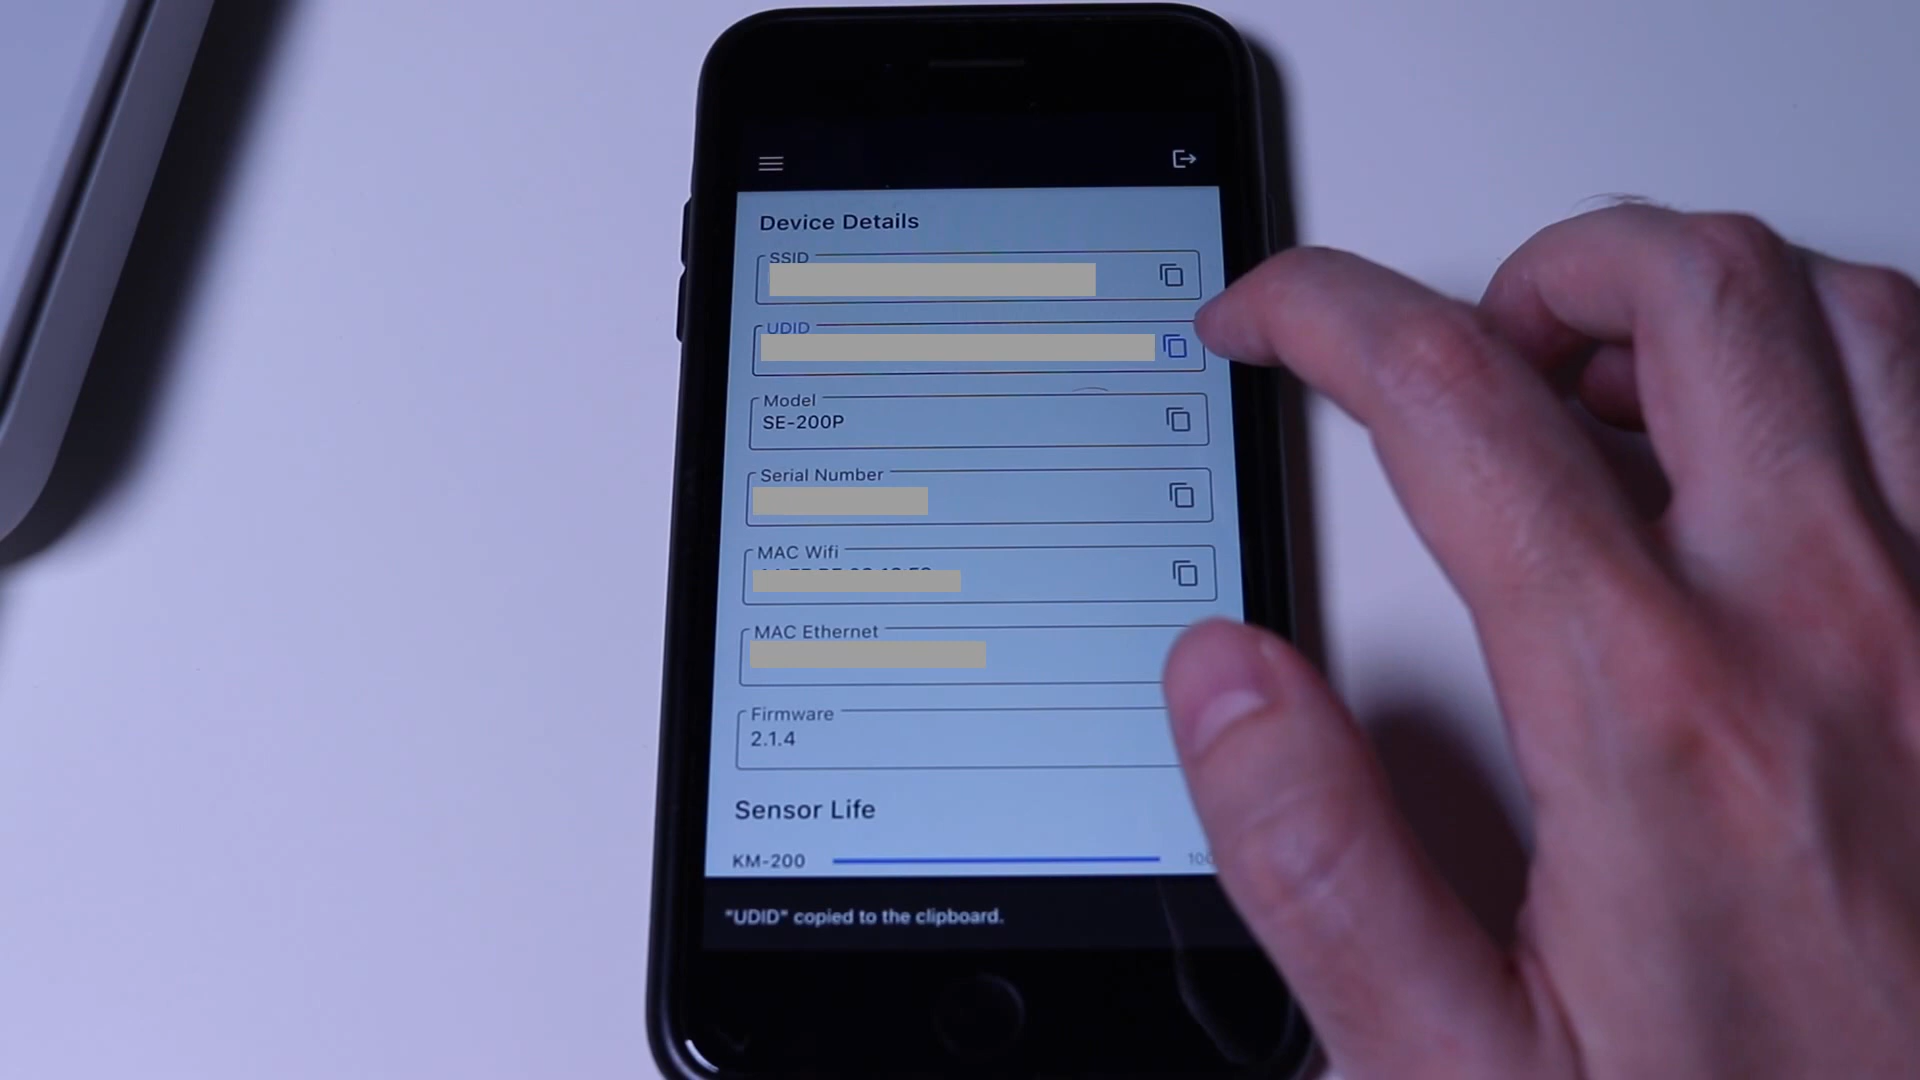 Device Details
SSID
UDID
Model
SE-200P
Serial Number
MAC Wifi
MAC Ethernet
Firmware
2.1.4
Sensor Life
KM-200
"UDID" copied to the clipboard.